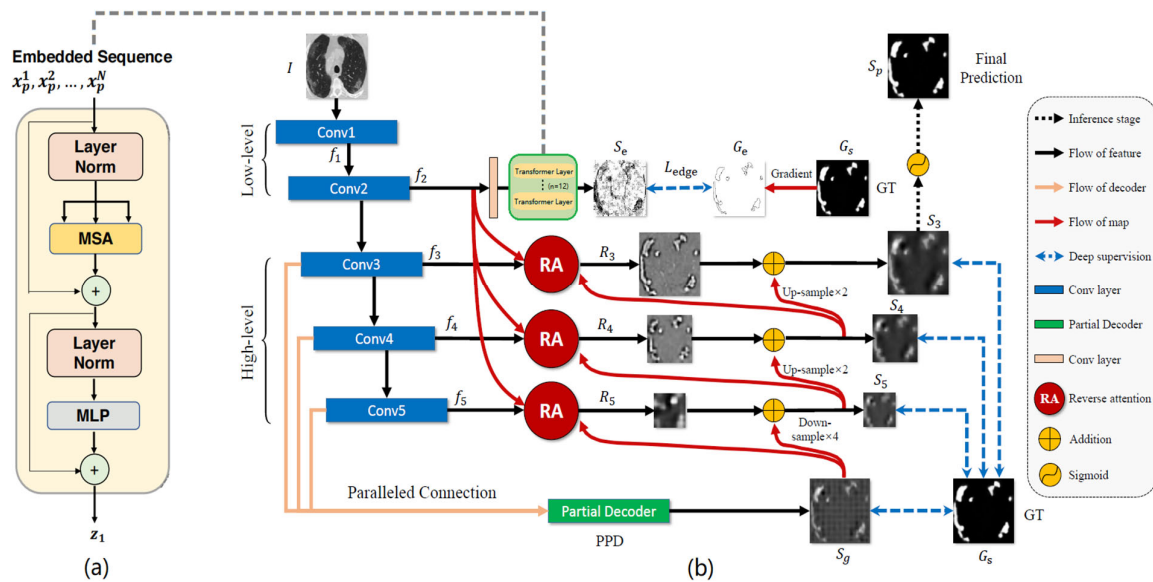 Embedded Sequence
x_p^1, x_p^2, ..., x_p^N
Layer
Norm
MSA
+
Layer
Norm
MLP
+
z_1
(a)
I
Low-level
Conv1
f_1
Conv2
f_2
Transformer Layer
(n=12)
Transformer Layer
S_e
L_edge
G_e
Gradient
G_s
GT
S_p
Final
Prediction
High-level
Conv3
f_3
RA
R_3
Up-sample×2
S_3
Conv4
f_4
RA
R_4
Up-sample×2
S_4
Conv5
f_5
RA
R_5
Down-
sample×4
S_5
Paralleled Connection
Partial Decoder
PPD
S_g
G_s
GT
(b)
Inference stage
Flow of feature
Flow of decoder
Flow of map
Deep supervision
Conv layer
Partial Decoder
Conv layer
RA
Reverse attention
Addition
Sigmoid